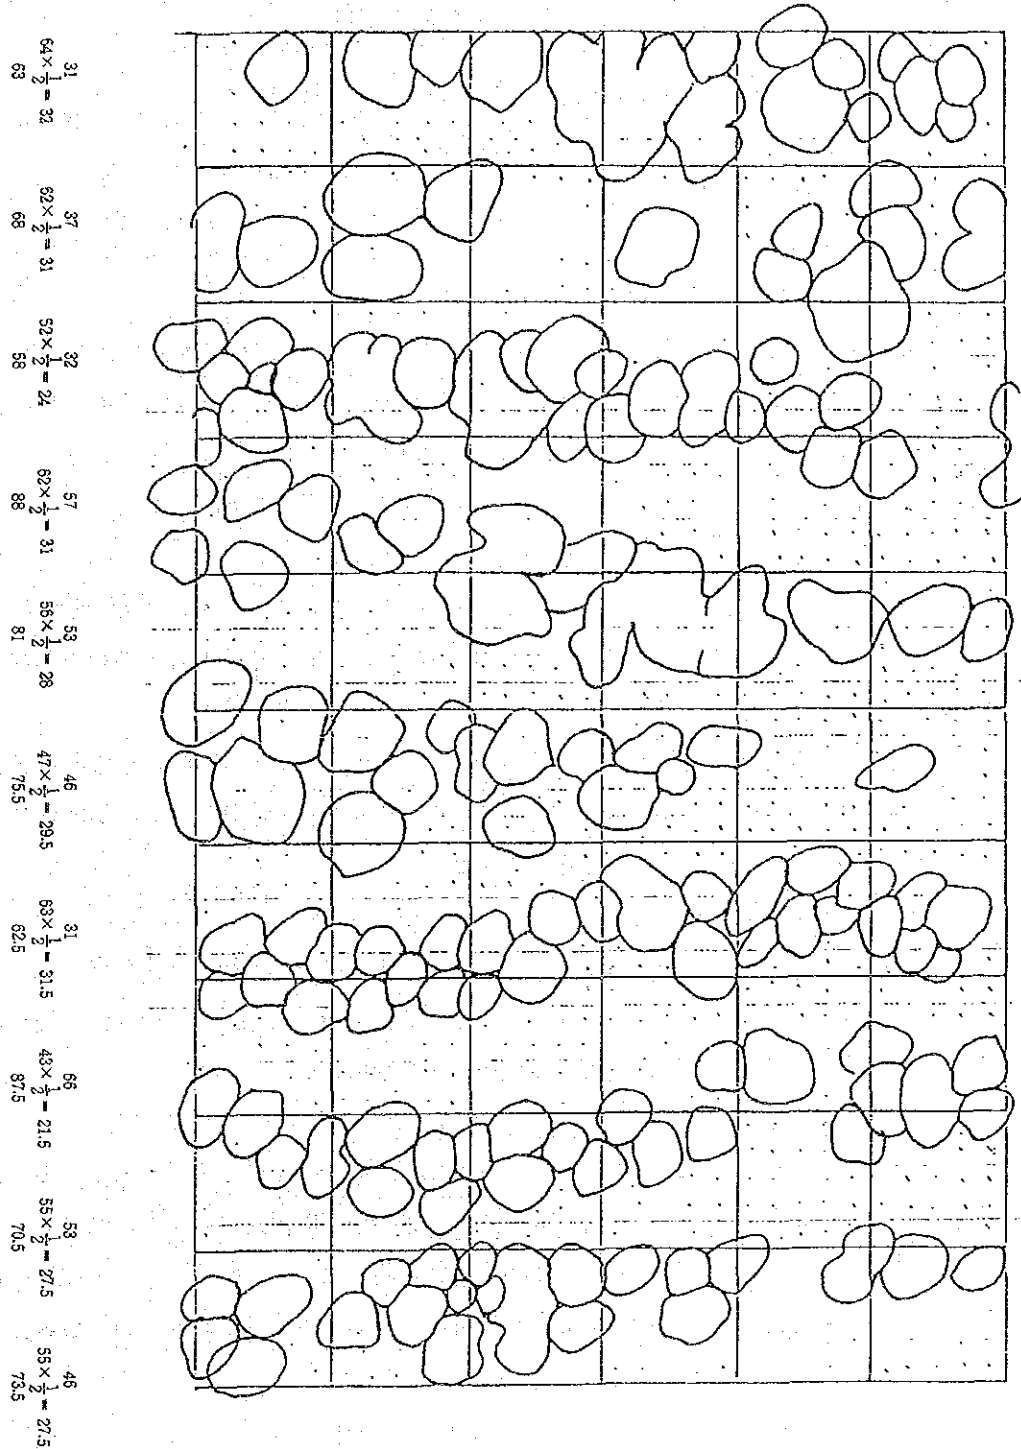 31
64 × 1/2 = 32
63
37
62 × 1/2 = 31
68
32
52 × 1/2 = 24
58
57
62 × 1/2 = 31
88
53
56 × 1/2 = 28
81
46
47 × 1/2 = 29.5
75.5
31
63 × 1/2 = 31.5
62.5
66
43 × 1/2 = 21.5
87.5
53
55 × 1/2 = 27.5
70.5
46
55 × 1/2 = 27.5
73.5